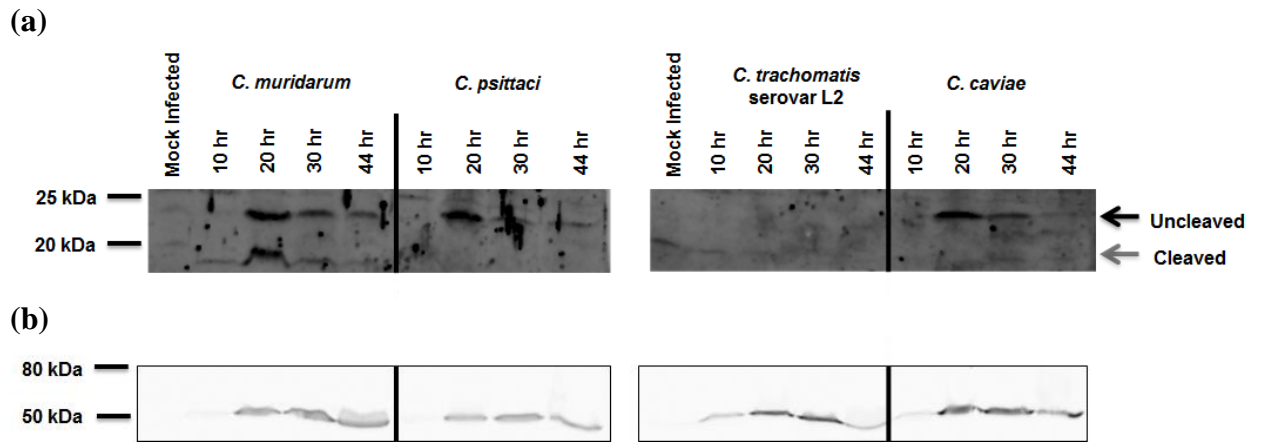 (a)
Mock Infected
C. muridarum
10 hr
20 hr
30 hr
44 hr
C. psittaci
10 hr
20 hr
30 hr
44 hr
Mock Infected
C. trachomatis
serovar L2
10 hr
20 hr
30 hr
44 hr
C. caviae
10 hr
20 hr
30 hr
44 hr
25 kDa
20 kDa
Uncleaved
Cleaved
(b)
80 kDa
50 kDa